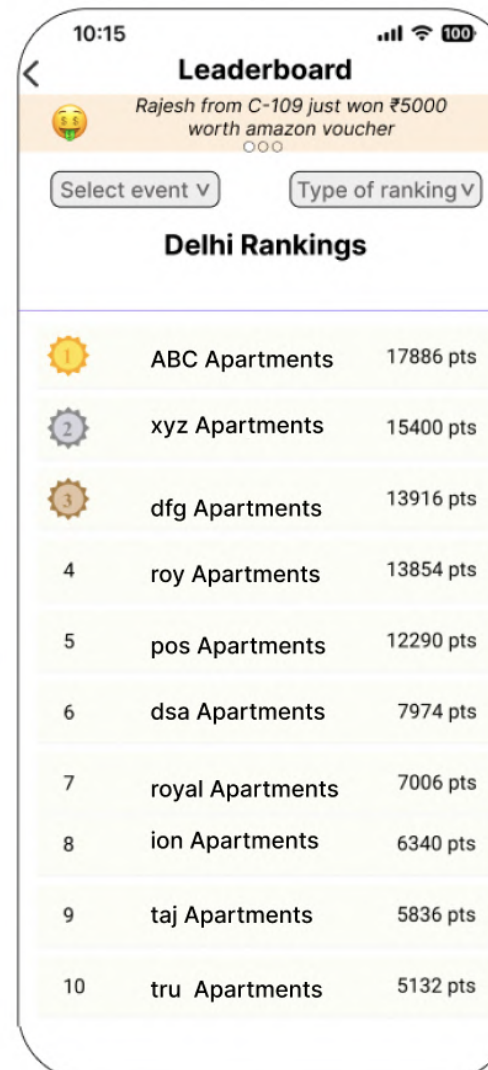 10:15 100
Leaderboard
Rajesh from C-109 just won ₹5000
worth amazon voucher
Select event Type of ranking
Delhi Rankings
1 ABC Apartments 17886 pts
2 xyz Apartments 15400 pts
3 dfg Apartments 13916 pts
4 roy Apartments 13854 pts
5 pos Apartments 12290 pts
6 dsa Apartments 7974 pts
7 royal Apartments 7006 pts
8 ion Apartments 6340 pts
9 taj Apartments 5836 pts
10 tru Apartments 5132 pts